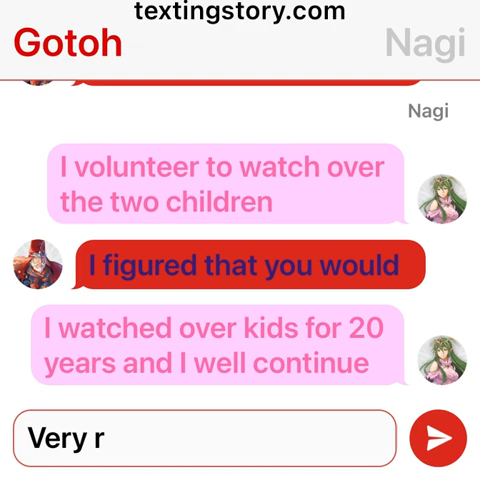 textingstory.com
Gotoh Nagi
Nagi
I volunteer to watch over
the two children
I figured that you would
I watched over kids for 20
years and I well continue
Very r